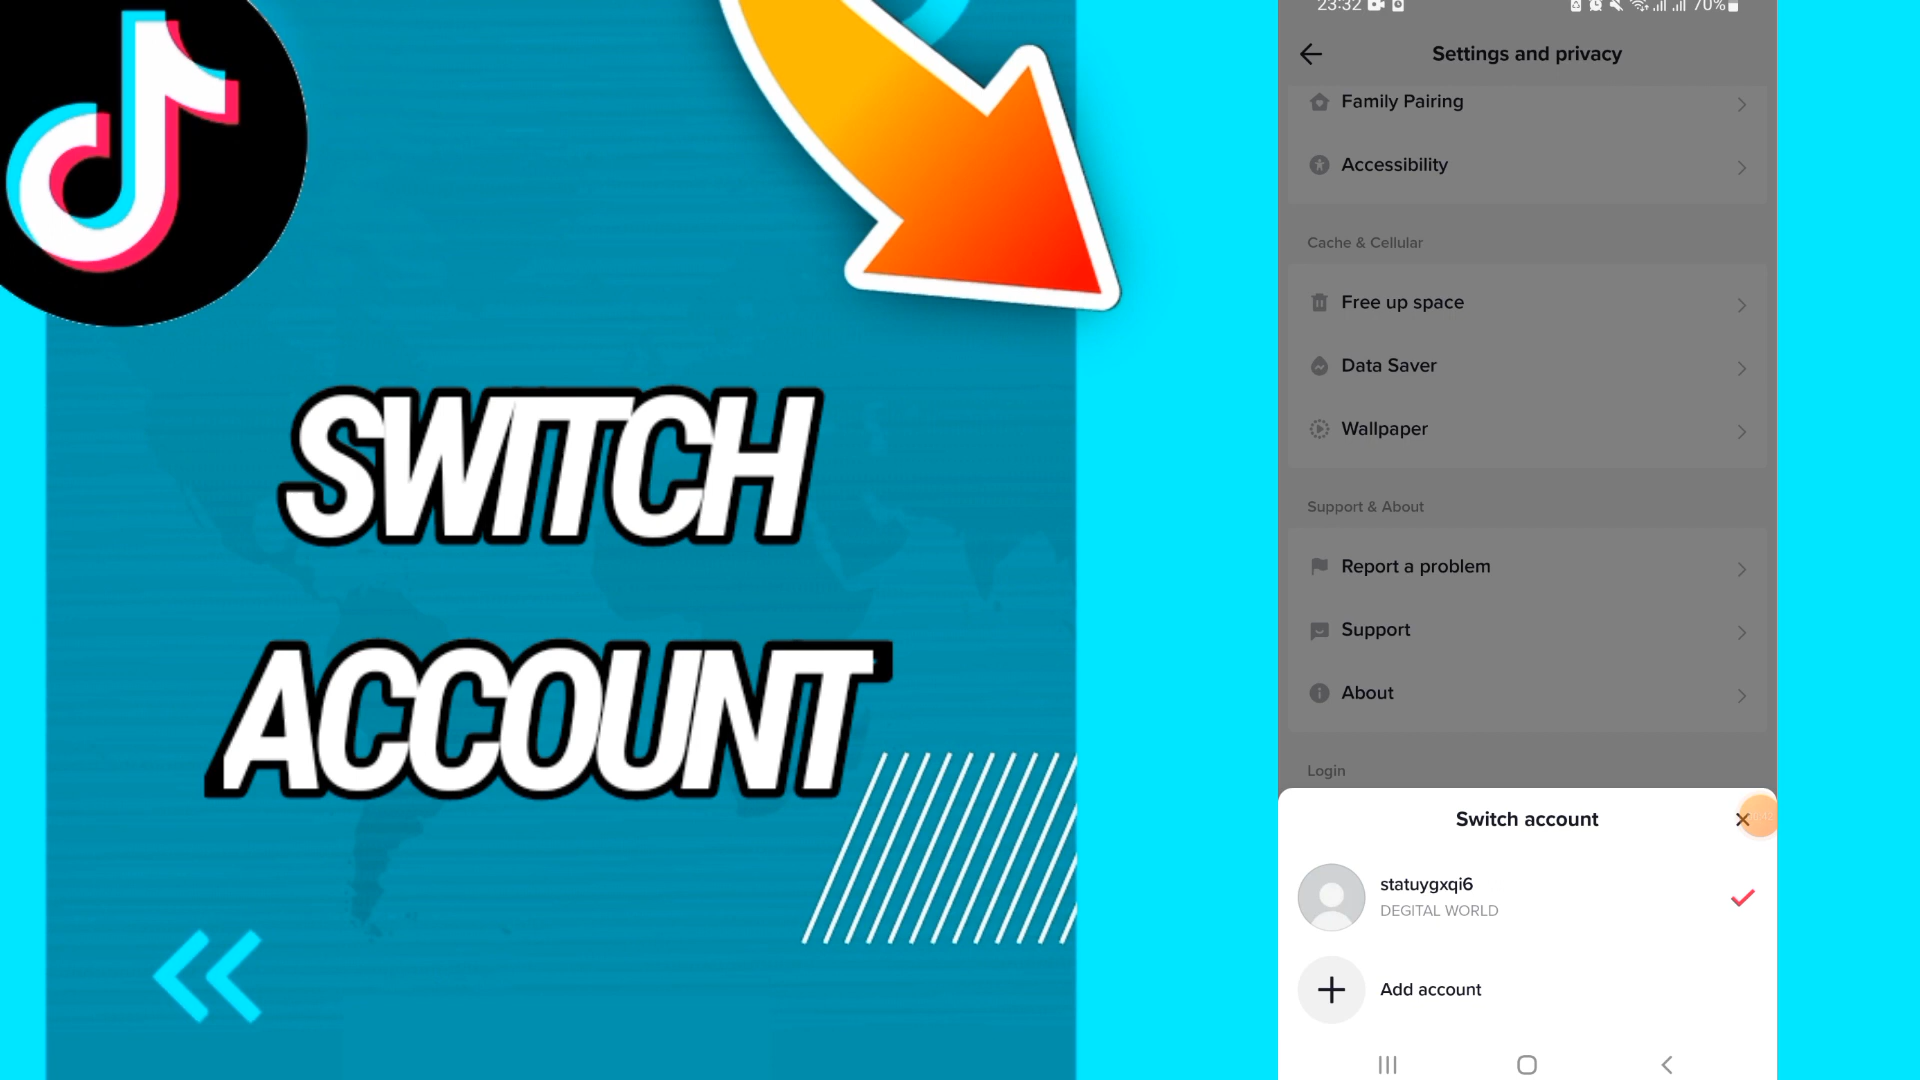 SWITCH
ACCOUNT
23:32
70%
Settings and privacy
Family Pairing
Accessibility
Cache & Cellular
Free up space
Data Saver
Wallpaper
Support & About
Report a problem
Support
About
Login
Switch account
statuygxqi6
DEGITAL WORLD
Add account